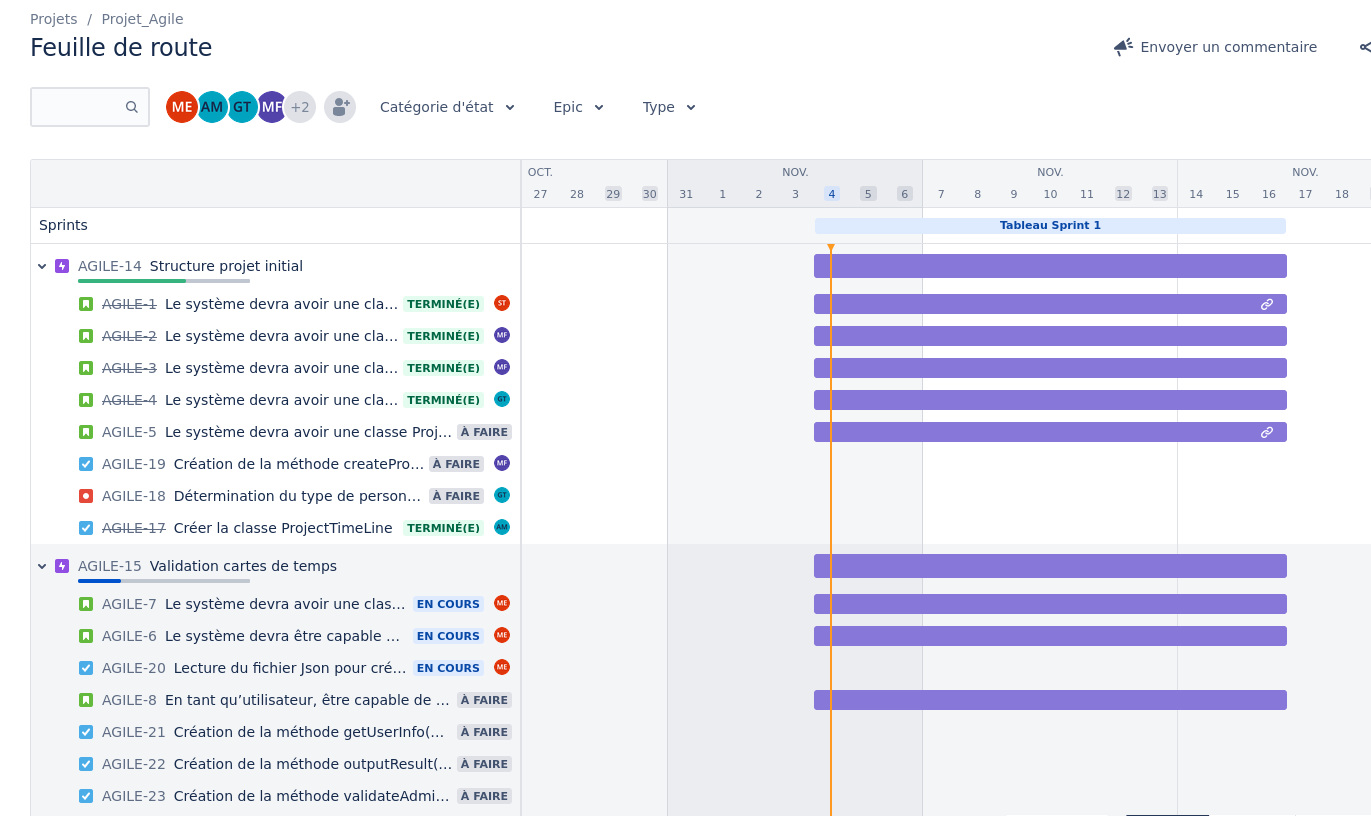 Projets / Projet_Agile
Feuille de route
Envoyer un commentaire
ME AM GT MF +2 Catégorie d'état Epic Type
OCT. NOV. NOV. NOV.
27 28 29 30 31 1 2 3 4 5 6 7 8 9 10 11 12 13 14 15 16 17 18
Sprints Tableau Sprint 1
AGILE-14 Structure projet initial
AGILE-1 Le système devra avoir une cla… TERMINÉ(E) ST
AGILE-2 Le système devra avoir une cla… TERMINÉ(E) MF
AGILE-3 Le système devra avoir une cla… TERMINÉ(E) MF
AGILE-4 Le système devra avoir une cla… TERMINÉ(E) GT
AGILE-5 Le système devra avoir une classe Proj… À FAIRE
AGILE-19 Création de la méthode createPro… À FAIRE MF
AGILE-18 Détermination du type de person… À FAIRE GT
AGILE-17 Créer la classe ProjectTimeLine TERMINÉ(E) AM
AGILE-15 Validation cartes de temps
AGILE-7 Le système devra avoir une clas… EN COURS ME
AGILE-6 Le système devra être capable … EN COURS ME
AGILE-20 Lecture du fichier Json pour cré… EN COURS ME
AGILE-8 En tant qu’utilisateur, être capable de … À FAIRE
AGILE-21 Création de la méthode getUserInfo(… À FAIRE
AGILE-22 Création de la méthode outputResult(… À FAIRE
AGILE-23 Création de la méthode validateAdmi… À FAIRE